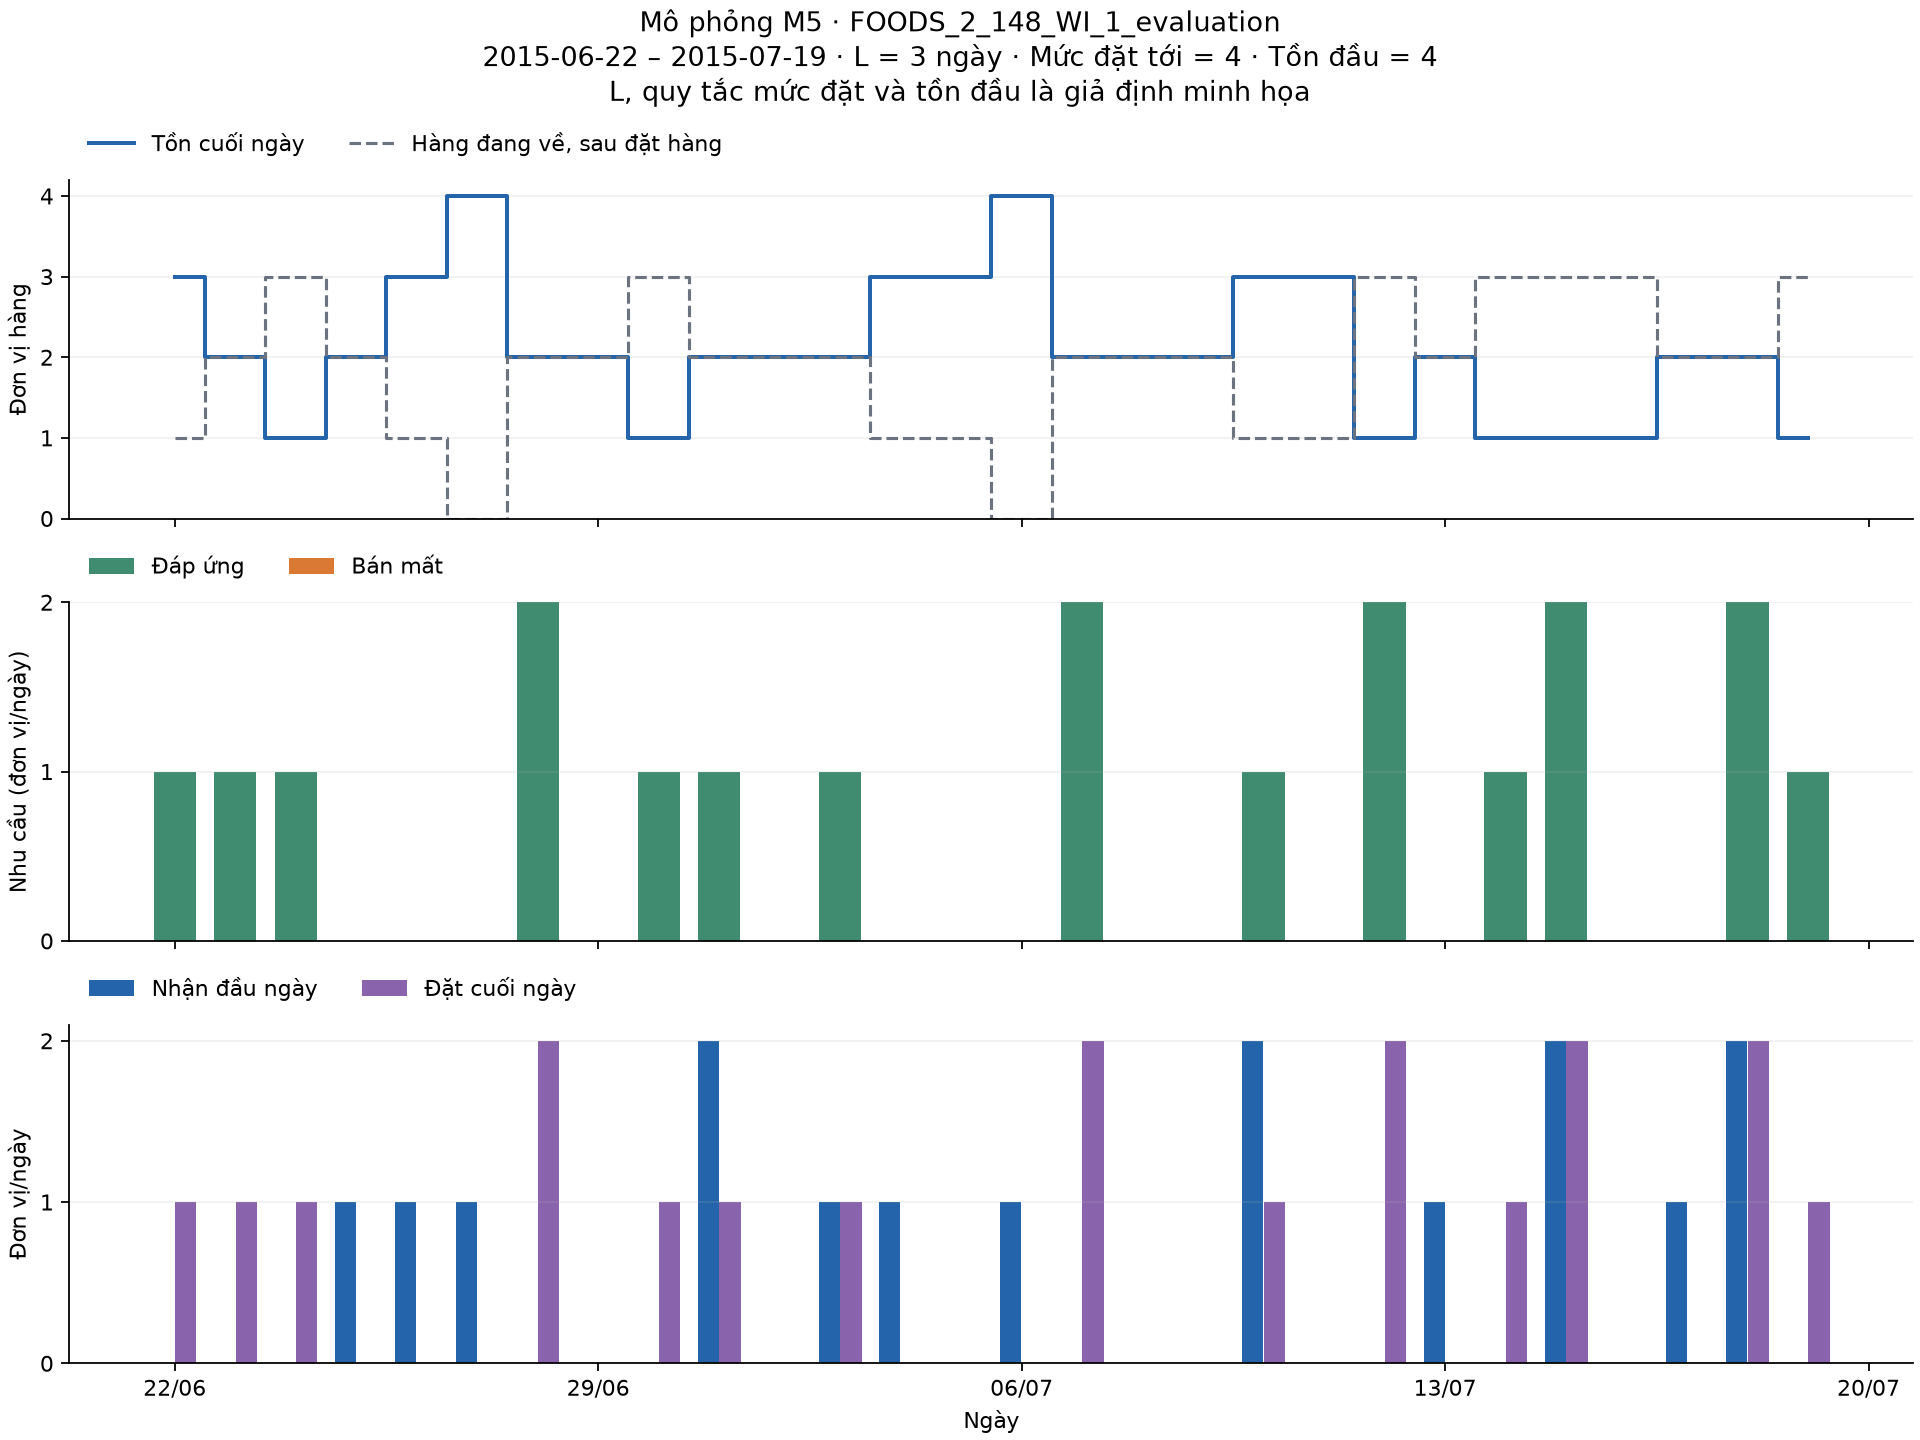 Mô phỏng M5 · FOODS_2_148_WI_1_evaluation
2015-06-22 – 2015-07-19 · L = 3 ngày · Mức đặt tới = 4 · Tồn đầu = 4
L, quy tắc mức đặt và tồn đầu là giả định minh họa
Tồn cuối ngày
Hàng đang về, sau đặt hàng
Đơn vị hàng
4
3
2
1
0
Đáp ứng
Bán mất
Nhu cầu (đơn vị/ngày)
2
1
0
Nhận đầu ngày
Đặt cuối ngày
Đơn vị/ngày
2
1
0
22/06
29/06
06/07
13/07
20/07
Ngày